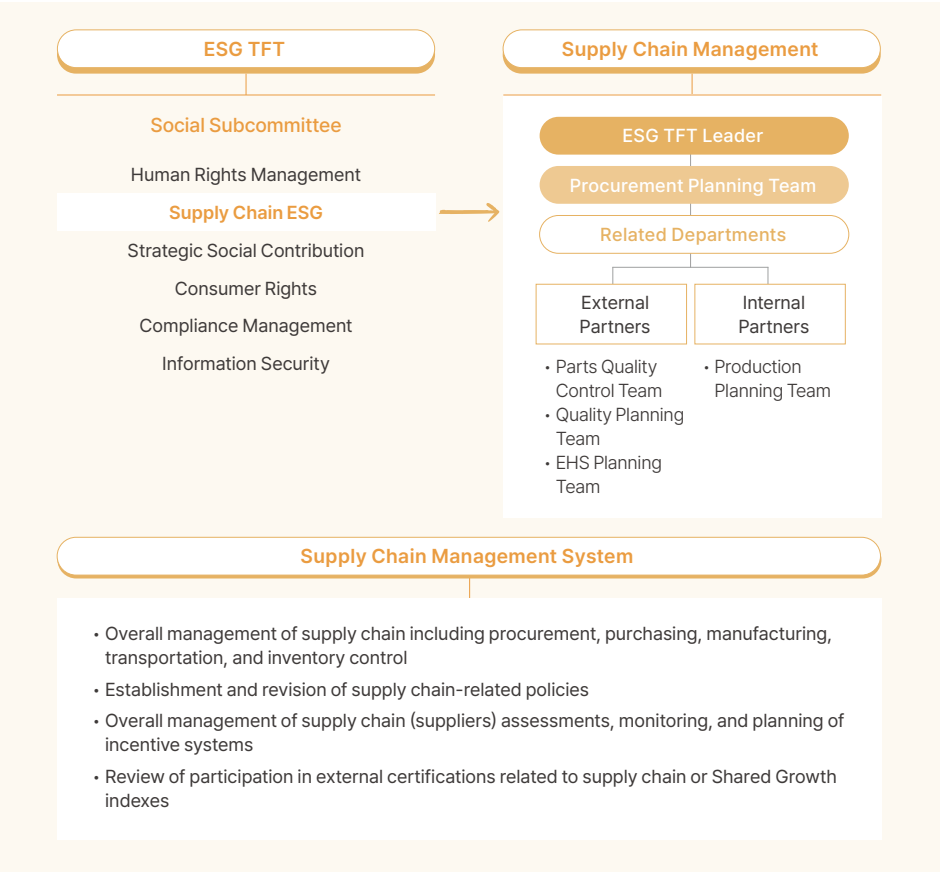 ESG TFT
Social Subcommittee
Human Rights Management
Supply Chain ESG
Strategic Social Contribution
Consumer Rights
Compliance Management
Information Security
Supply Chain Management
ESG TFT Leader
Procurement Planning Team
Related Departments
External
Partners
• Parts Quality
Control Team
• Quality Planning
Team
• EHS Planning
Team
Internal
Partners
• Production
Planning Team
Supply Chain Management System
• Overall management of supply chain including procurement, purchasing, manufacturing,
transportation, and inventory control
• Establishment and revision of supply chain-related policies
• Overall management of supply chain (suppliers) assessments, monitoring, and planning of
incentive systems
• Review of participation in external certifications related to supply chain or Shared Growth
indexes